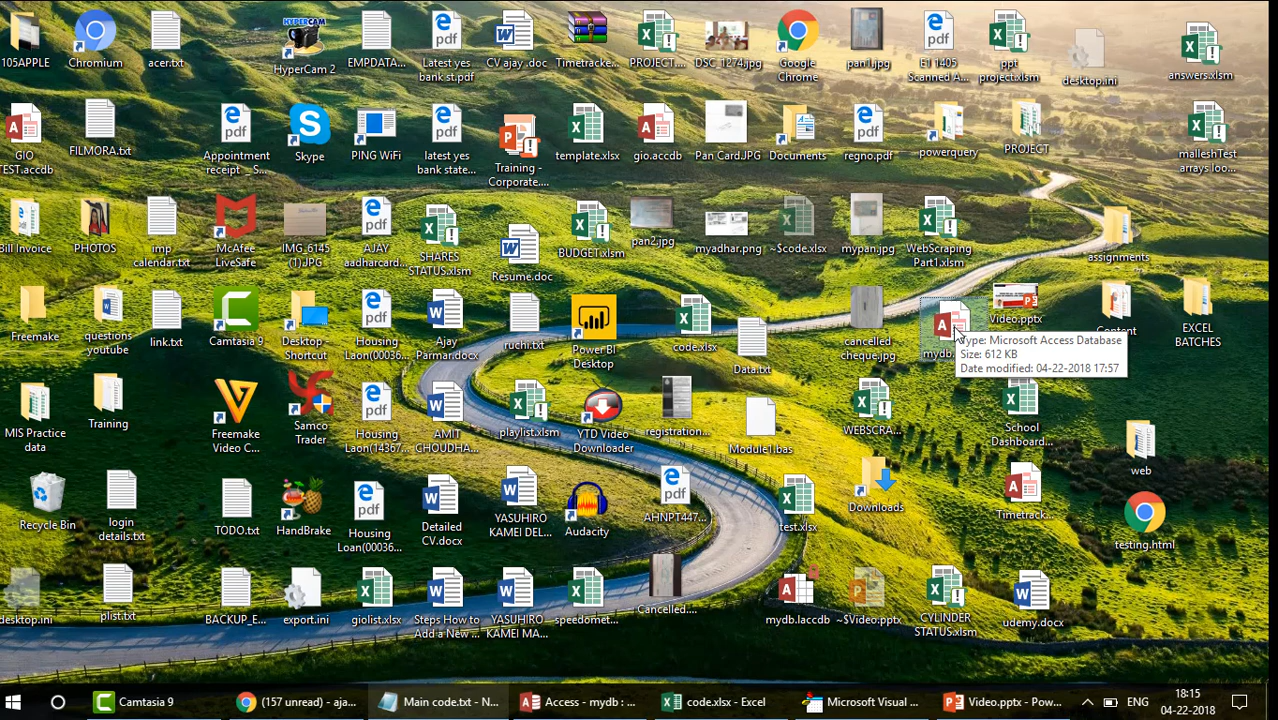 105APPLE
Chromium
acer.txt
HYPERCAM
HyperCam 2
EMPDATA...
Latest yes
bank st.pdf
CV ajay .doc
Timetracke...
PROJECT....
DSC_1274.jpg
Google
Chrome
pan1.jpg
E1 1405
Scanned A...
ppt
project.xlsm
desktop.ini
answers.xlsm
GIO
TEST.accdb
FILMORA.txt
Appointment
receipt _ S...
Skype
PING WiFi
latest yes
bank state...
Training -
Corporate....
template.xlsx
gio.accdb
Pan Card.JPG
Documents
regno.pdf
powerquery
PROJECT
malleshTest
arrays loo...
Bill Invoice
PHOTOS
imp
calendar.txt
McAfee
LiveSafe
IMG_6145
(1).JPG
AJAY
aadharcard...
SHARES
STATUS.xlsm
Resume.doc
BUDGET.xlsm
pan2.jpg
myadhar.png
~$code.xlsx
mypan.jpg
WebScraping
Part1.xlsm
assignments
Freemake
questions
youtube
link.txt
Camtasia 9
Desktop -
Shortcut
Housing
Laon(00036...
Ajay
Parmar.docx
ruchi.txt
PowerBI
Desktop
code.xlsx
Data.txt
cancelled
cheque.jpg
mydb
Video.pptx
Content
EXCEL
BATCHES
Type: Microsoft Access Database
Size: 612 KB
Date modified: 04-22-2018 17:57
MIS Practice
data
Training
Freemake
Video C...
Samco
Trader
Housing
Laon(14367...
AMIT
CHOUDHA...
playlist.xlsm
YTD Video
Downloader
registration...
Module1.bas
WEBSCRA...
School
Dashboard...
web
Recycle Bin
login
details.txt
TODO.txt
HandBrake
Housing
Loan(00036...
Detailed
CV.docx
YASUHIRO
KAMEI DEL...
Audacity
AHNPT447...
test.xlsx
Downloads
Timetrack...
testing.html
desktop.ini
plist.txt
BACKUP_E...
export.ini
giolist.xlsx
Steps How to
Add a New ...
YASUHIRO
KAMEI MA...
speedomet...
Cancelled....
mydb.laccdb
~$Video.pptx
CYLINDER
STATUS.xlsm
udemy.docx
Camtasia 9
(157 unread) - aja...
Main code.txt - N...
Access - mydb : ...
code.xlsx - Excel
Microsoft Visual ...
Video.pptx - Pow...
ENG
18:15
04-22-2018